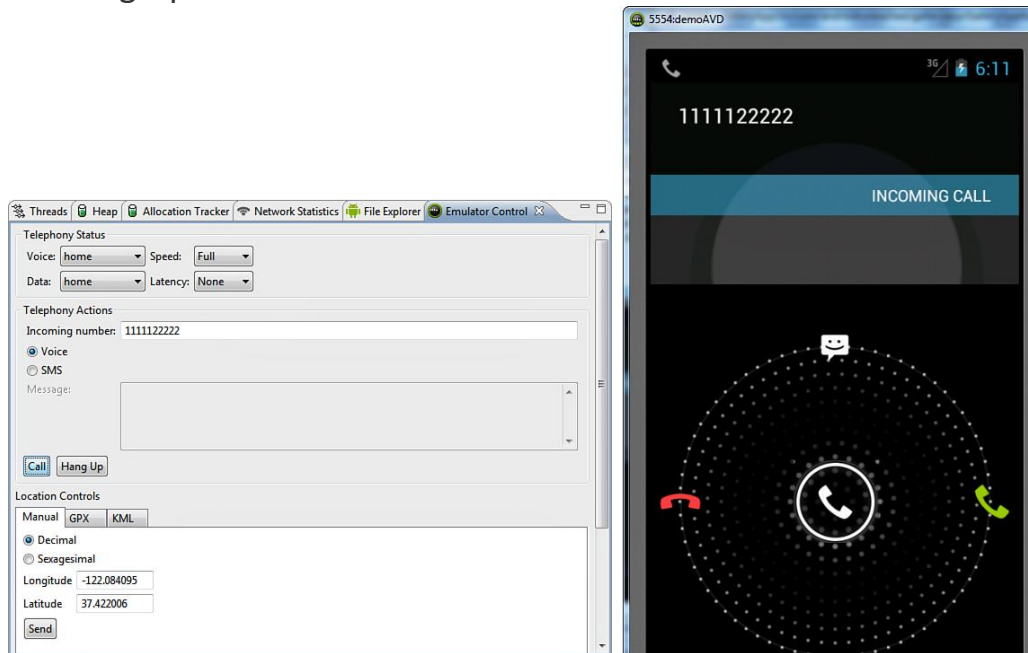 5554:demoAVD
3G 6:11
1111122222
INCOMING CALL
Threads Heap Allocation Tracker Network Statistics File Explorer Emulator Control
Telephony Status
Voice: home Speed: Full
Data: home Latency: None
Telephony Actions
Incoming number: 1111122222
Voice
SMS
Message:
Call Hang Up
Location Controls
Manual GPX KML
Decimal
Sexagesimal
Longitude -122.084095
Latitude 37.422006
Send